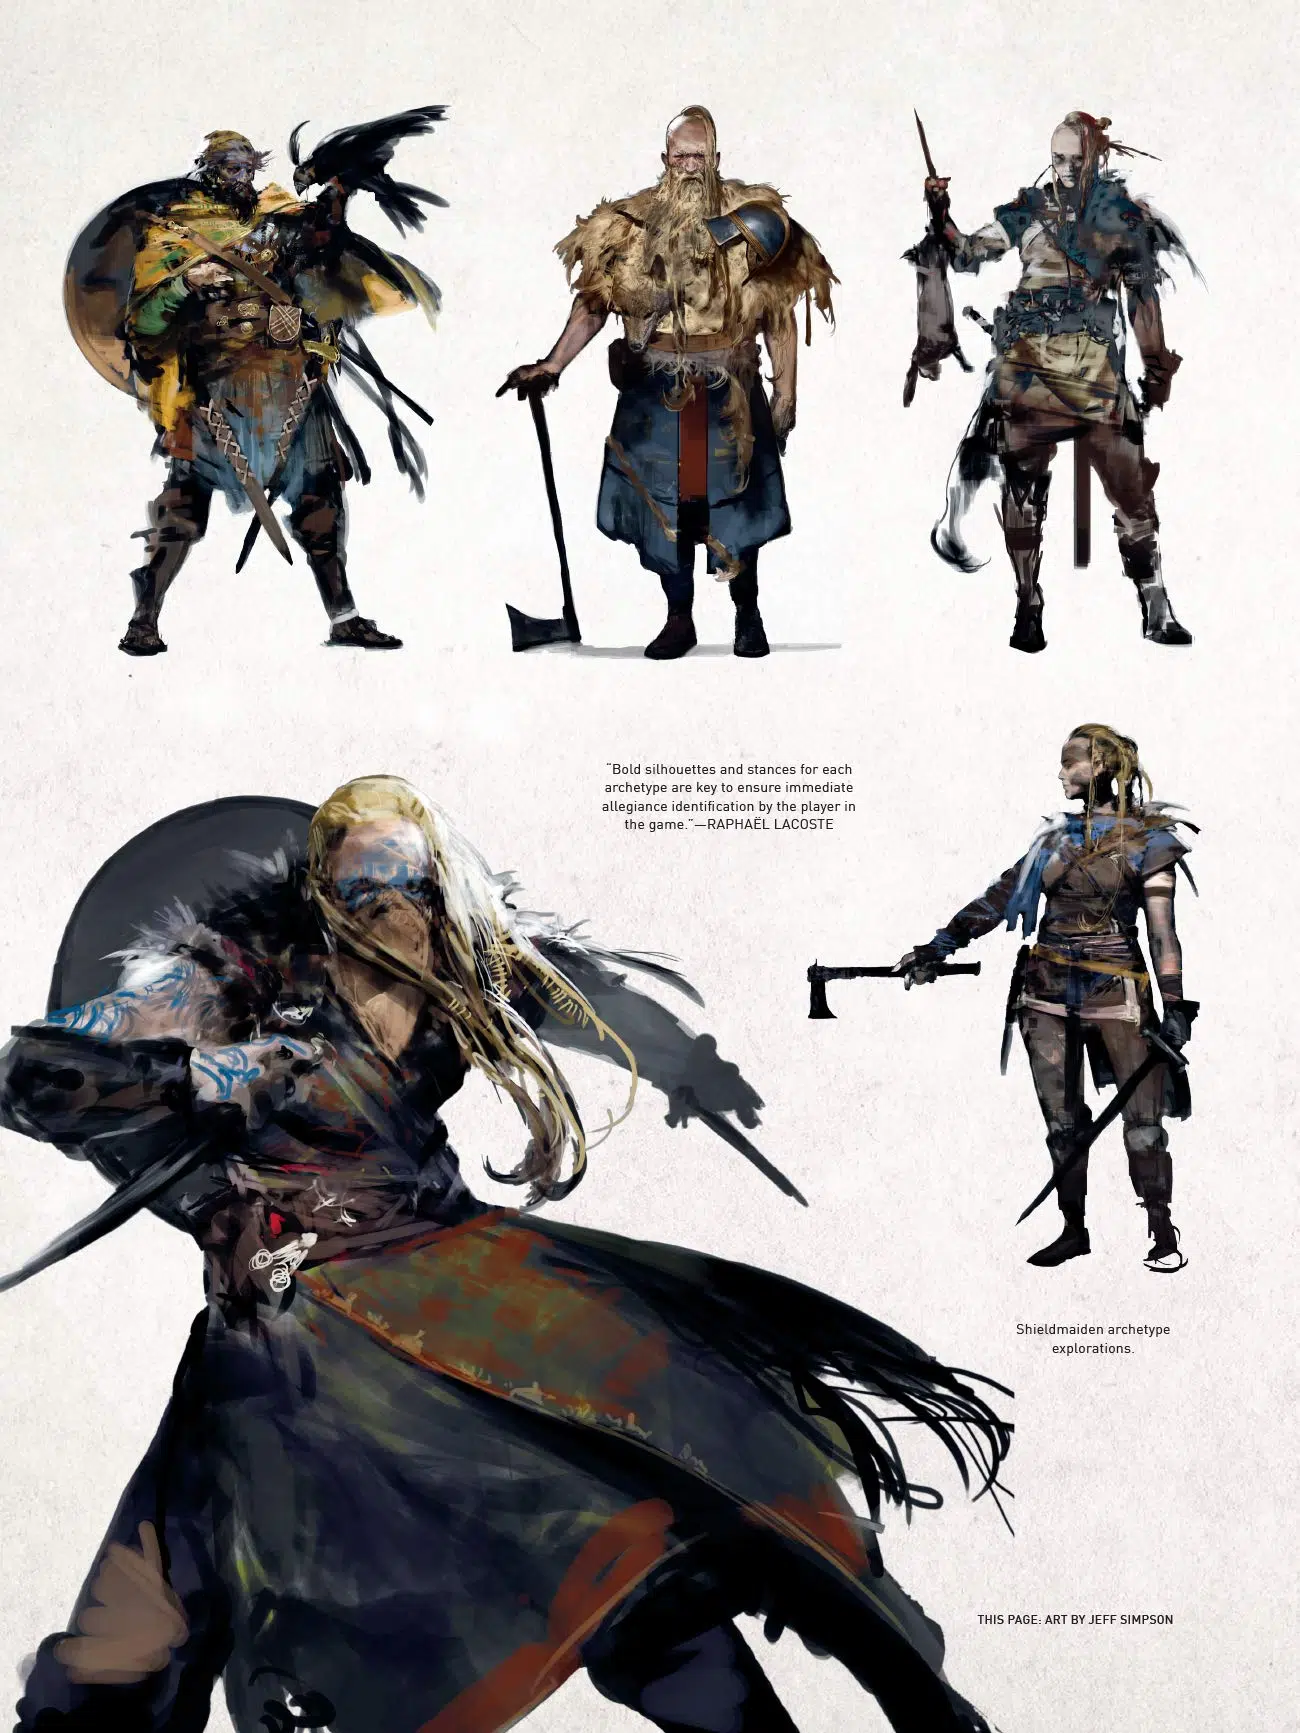 “Bold silhouettes and stances for each
archetype are key to ensure immediate
allegiance identification by the player in
the game.”—RAPHAËL LACOSTE
Shieldmaiden archetype
explorations.
THIS PAGE: ART BY JEFF SIMPSON